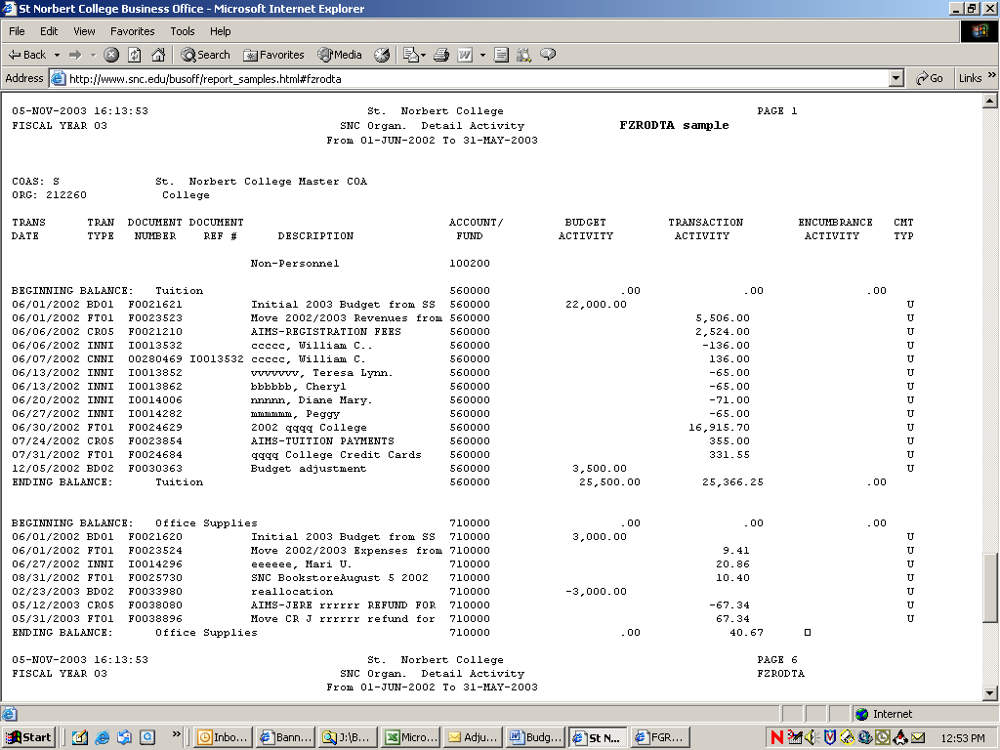 St Norbert College Business Office - Microsoft Internet Explorer
File Edit View Favorites Tools Help
Back Search Favorites Media
Address http://www.snc.edu/busoff/report_samples.html#fzrodta Go Links »
05-NOV-2003 16:13:53 St. Norbert College PAGE 1
FISCAL YEAR 03 SNC Organ. Detail Activity FZRODTA sample
From 01-JUN-2002 To 31-MAY-2003
COAS: S St. Norbert College Master COA
ORG: 212260 College
TRANS TRAN DOCUMENT DOCUMENT ACCOUNT/ BUDGET TRANSACTION ENCUMBRANCE CMT
DATE TYPE NUMBER REF # DESCRIPTION FUND ACTIVITY ACTIVITY ACTIVITY TYP
Non-Personnel 100200
BEGINNING BALANCE: Tuition 560000 .00 .00 .00
06/01/2002 BD01 F0021621 Initial 2003 Budget from SS 560000 22,000.00 U
06/01/2002 FT01 F0023523 Move 2002/2003 Revenues from 560000 5,506.00 U
06/06/2002 CR05 F0021210 AIMS-REGISTRATION FEES 560000 2,524.00 U
06/06/2002 INNI I0013532 ccccc, William C.. 560000 -136.00 U
06/07/2002 CNNI 00280469 I0013532 ccccc, William C. 560000 136.00 U
06/13/2002 INNI I0013852 vvvvvvv, Teresa Lynn. 560000 -65.00 U
06/13/2002 INNI I0013862 bbbbbb, Cheryl 560000 -65.00 U
06/20/2002 INNI I0014006 nnnnn, Diane Mary. 560000 -71.00 U
06/27/2002 INNI I0014282 mmmmmm, Peggy 560000 -65.00 U
06/30/2002 FT01 F0024629 2002 qqqq College 560000 16,915.70 U
07/24/2002 CR05 F0023854 AIMS-TUITION PAYMENTS 560000 355.00 U
07/31/2002 FT01 F0024684 qqqq College Credit Cards 560000 331.55 U
12/05/2002 BD02 F0030363 Budget adjustment 560000 3,500.00 U
ENDING BALANCE: Tuition 560000 25,500.00 25,366.25 .00
BEGINNING BALANCE: Office Supplies 710000 .00 .00 .00
06/01/2002 BD01 F0021620 Initial 2003 Budget from SS 710000 3,000.00 U
06/01/2002 FT01 F0023524 Move 2002/2003 Expenses from 710000 9.41 U
06/27/2002 INNI I0014296 eeeeee, Mari U. 710000 20.86 U
08/31/2002 FT01 F0025730 SNC BookstoreAugust 5 2002 710000 10.40 U
02/23/2003 BD02 F0033980 reallocation 710000 -3,000.00 U
05/12/2003 CR05 F0038080 AIMS-JERE rrrrrr REFUND FOR 710000 -67.34 U
05/31/2003 FT01 F0038896 Move CR J rrrrrr refund for 710000 67.34 U
ENDING BALANCE: Office Supplies 710000 .00 40.67 □
05-NOV-2003 16:13:53 St. Norbert College PAGE 6
FISCAL YEAR 03 SNC Organ. Detail Activity FZRODTA
From 01-JUN-2002 To 31-MAY-2003
Internet
Start » Inbo... Bann... J:\B... Micro... Adju... Budg... St N... FGR... 12:53 PM